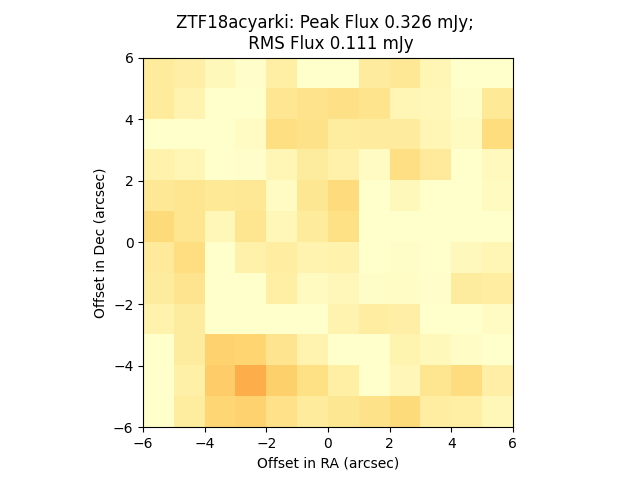 ZTF18acyarki: Peak Flux 0.326 mJy;
RMS Flux 0.111 mJy
6
4
2
0
−2
−4
−6
Offset in Dec (arcsec)
−6 −4 −2 0 2 4 6
Offset in RA (arcsec)